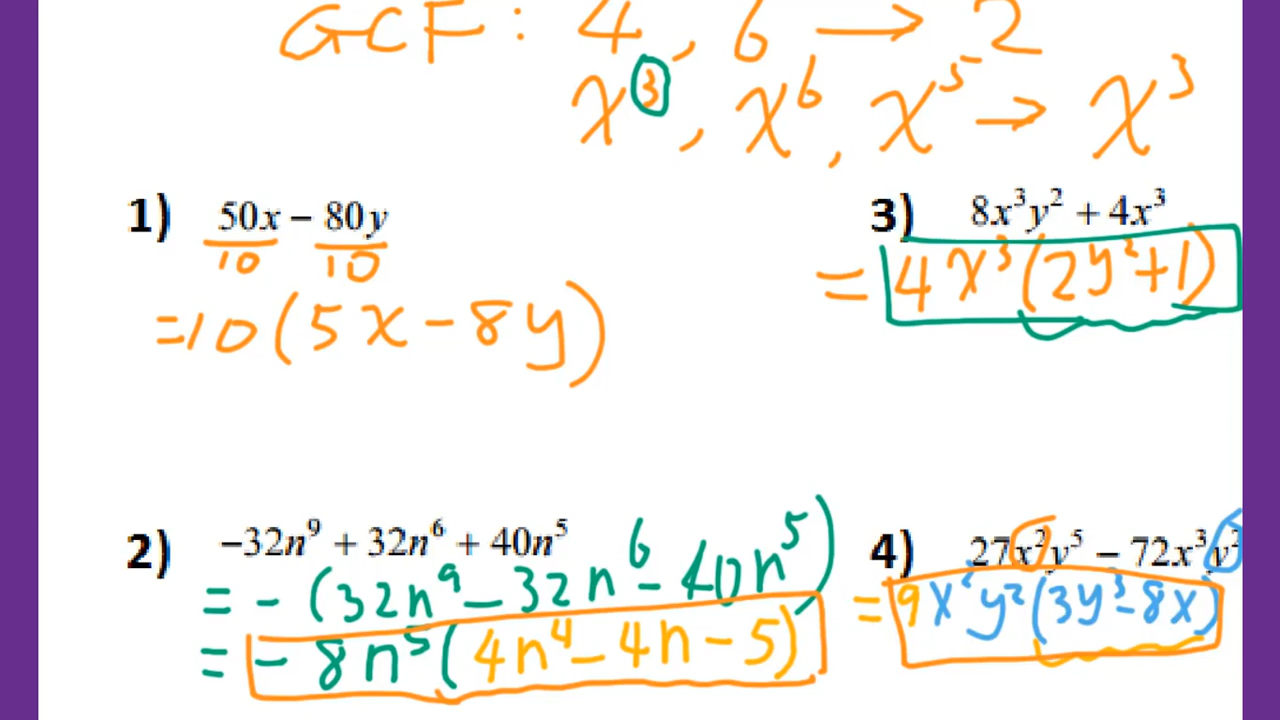 GCF: 4, 6 → 2
x³, x⁶, x⁵ → x³
1) 50x – 80y
10 10
=10(5x-8y)
2) –32n⁹ + 32n⁶ + 40n⁵
= -(32n⁹-32n⁶-40n⁵)
= -8n⁵(4n⁴-4n-5)
3) 8x³y² + 4x³
= 4x³(2y²+1)
4) 27x²y⁵ – 72x³y²
= 9x²y²(3y³-8x)